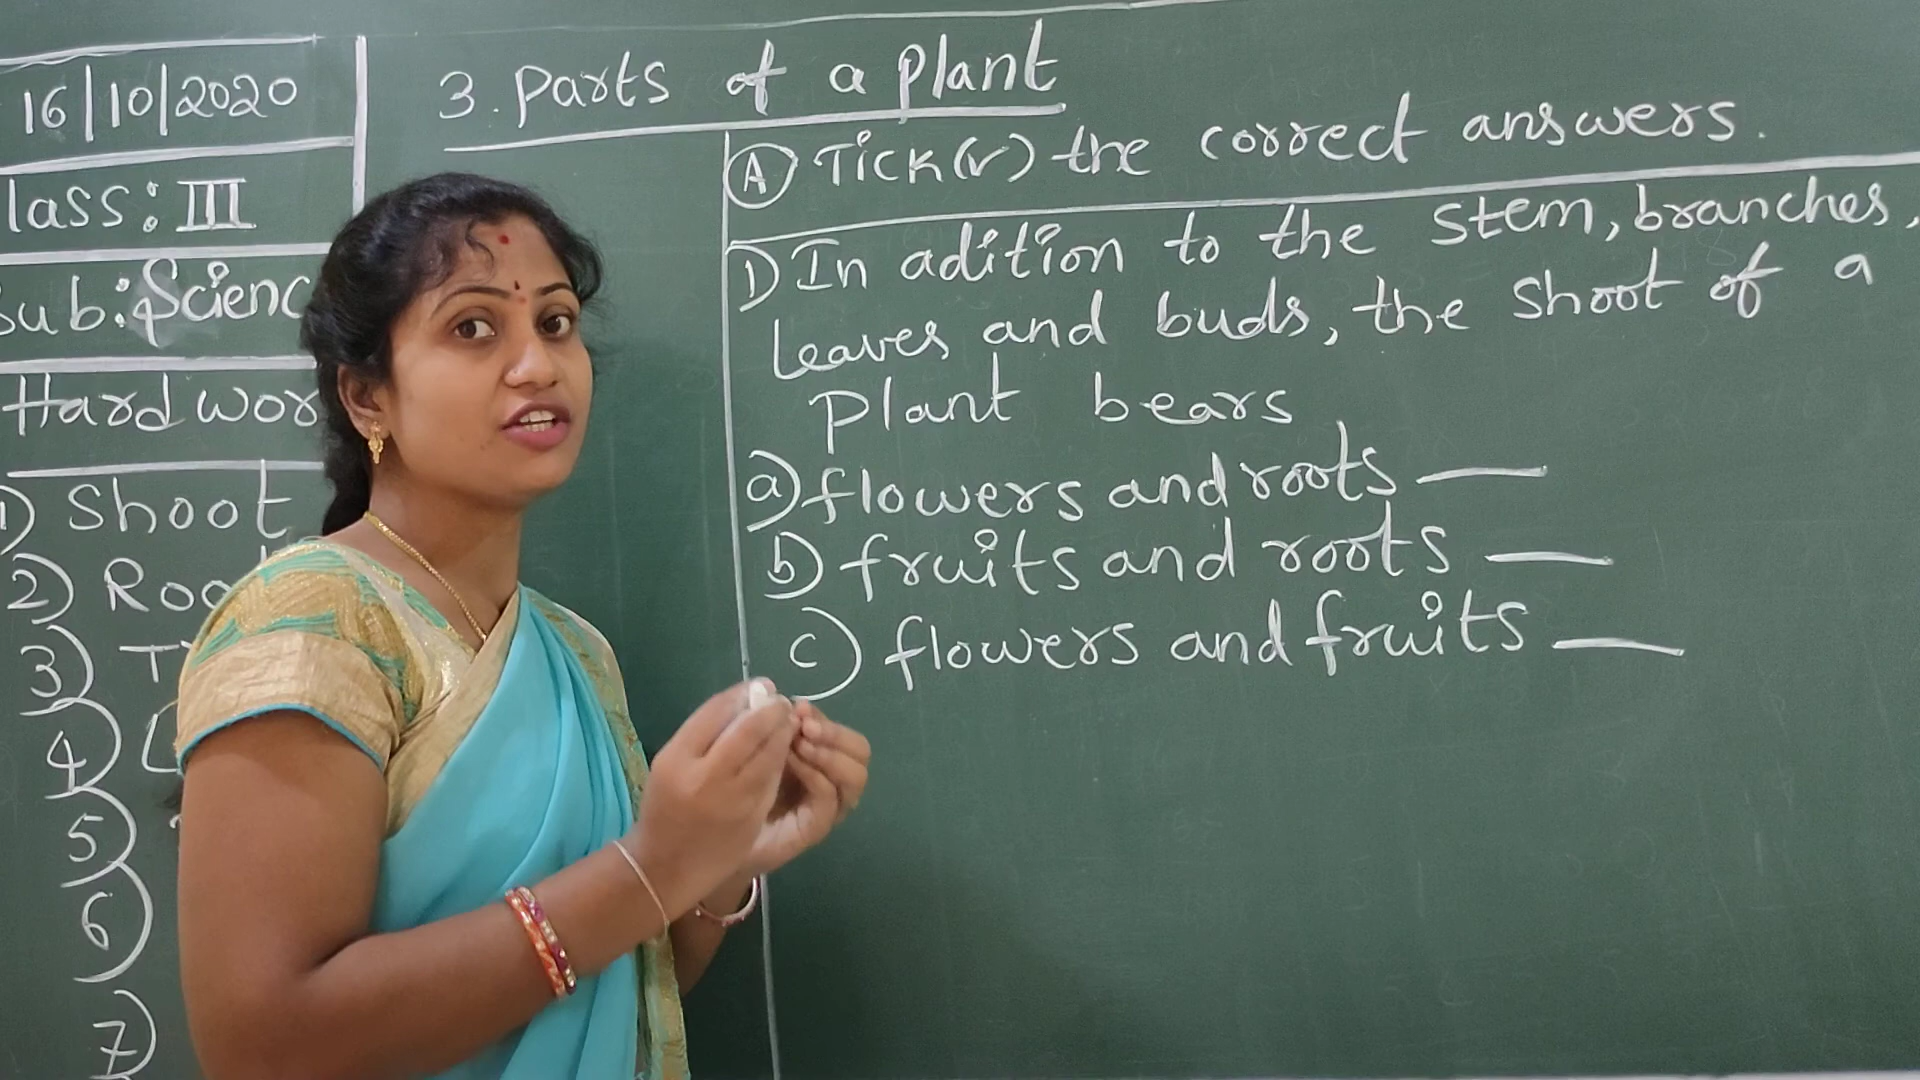 16/10/2020
3. Parts of a plant
lass: III
Sub: Scienc
Hard wor
1) Shoot
2) Roo
3) T
4)
5)
6)
7)
(A) Tick(v) the correct answers.
1) In adition to the stem, branches,
leaves and buds, the shoot of a
plant bears
a) flowers and roots —
b) fruits and roots —
c) flowers and fruits —